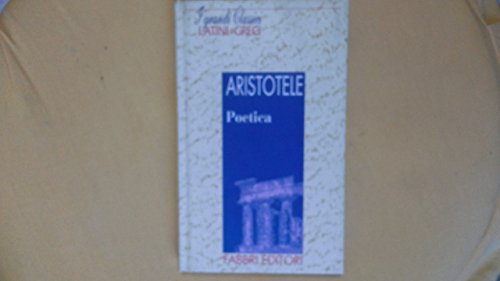 I grandi Classici
LATINI e GRECI
ARISTOTELE
Poetica
FABBRI EDITORI